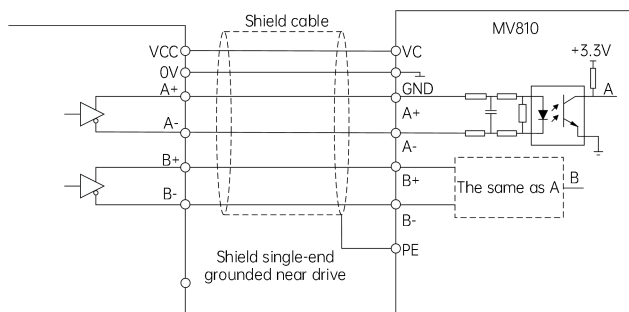 Shield cable
MV810
VCC
VC
+3.3V
0V
A+
GND
A
A+
A-
A-
B+
B+
The same as A
B
B-
B-
Shield single-end
grounded near drive
PE